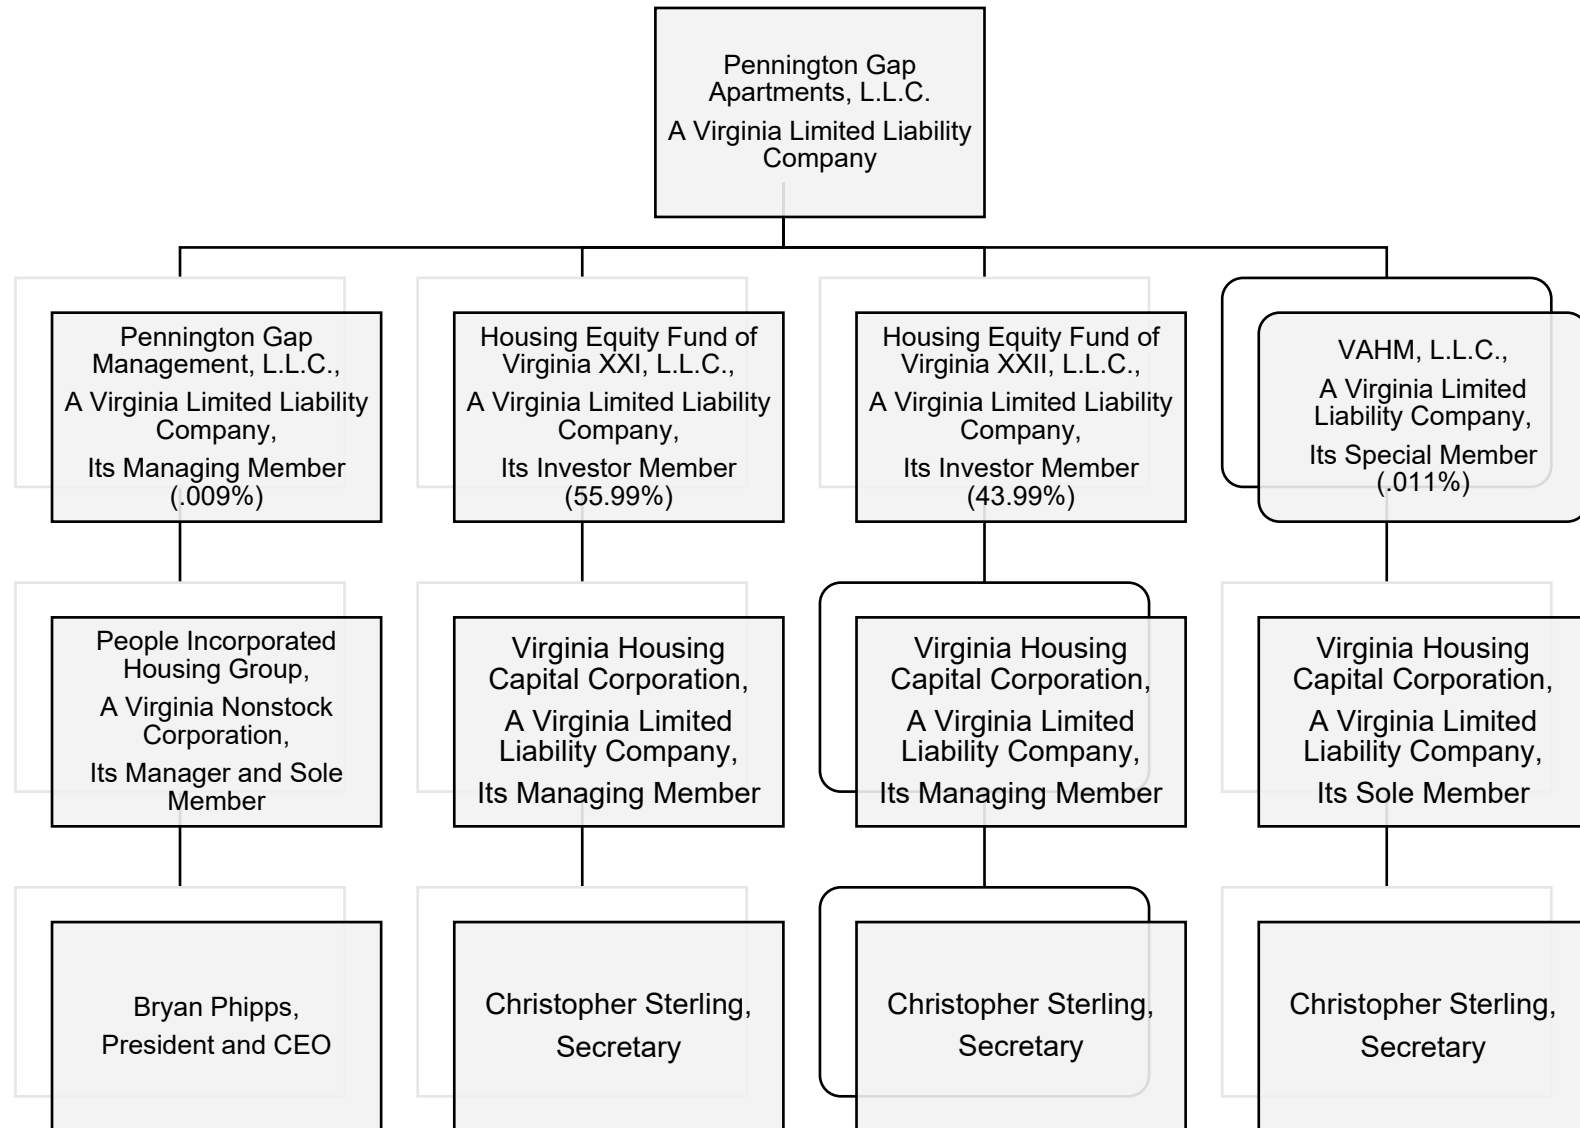 Pennington Gap
Apartments, L.L.C.
A Virginia Limited Liability
Company
Pennington Gap
Management, L.L.C.,
A Virginia Limited Liability
Company,
Its Managing Member
(.009%)
Housing Equity Fund of
Virginia XXI, L.L.C.,
A Virginia Limited Liability
Company,
Its Investor Member
(55.99%)
Housing Equity Fund of
Virginia XXII, L.L.C.,
A Virginia Limited Liability
Company,
Its Investor Member
(43.99%)
VAHM, L.L.C.,
A Virginia Limited
Liability Company,
Its Special Member
(.011%)
People Incorporated
Housing Group,
A Virginia Nonstock
Corporation,
Its Manager and Sole
Member
Virginia Housing
Capital Corporation,
A Virginia Limited
Liability Company,
Its Managing Member
Virginia Housing
Capital Corporation,
A Virginia Limited
Liability Company,
Its Managing Member
Virginia Housing
Capital Corporation,
A Virginia Limited
Liability Company,
Its Sole Member
Bryan Phipps,
President and CEO
Christopher Sterling,
Secretary
Christopher Sterling,
Secretary
Christopher Sterling,
Secretary